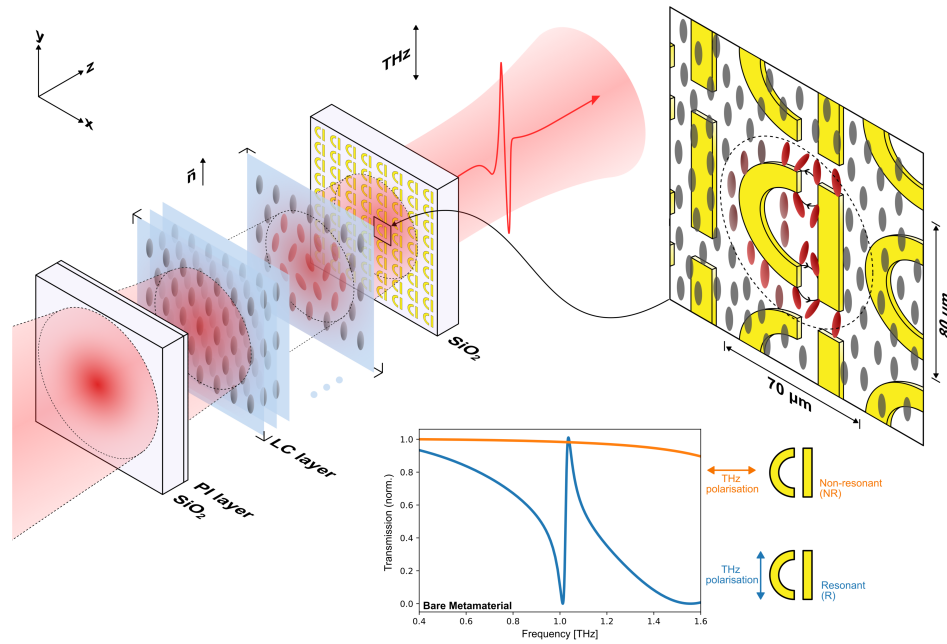 y
z
x
THz
n̄
SiO₂
PI layer
SiO₂
LC layer
70 μm
80 μm
Transmission (norm.)
1.0
0.8
0.6
0.4
0.2
0.0
Bare Metamaterial
0.4
0.6
0.8
1.0
1.2
1.4
1.6
Frequency [THz]
THz
polarisation
Non-resonant
(NR)
THz
polarisation
Resonant
(R)